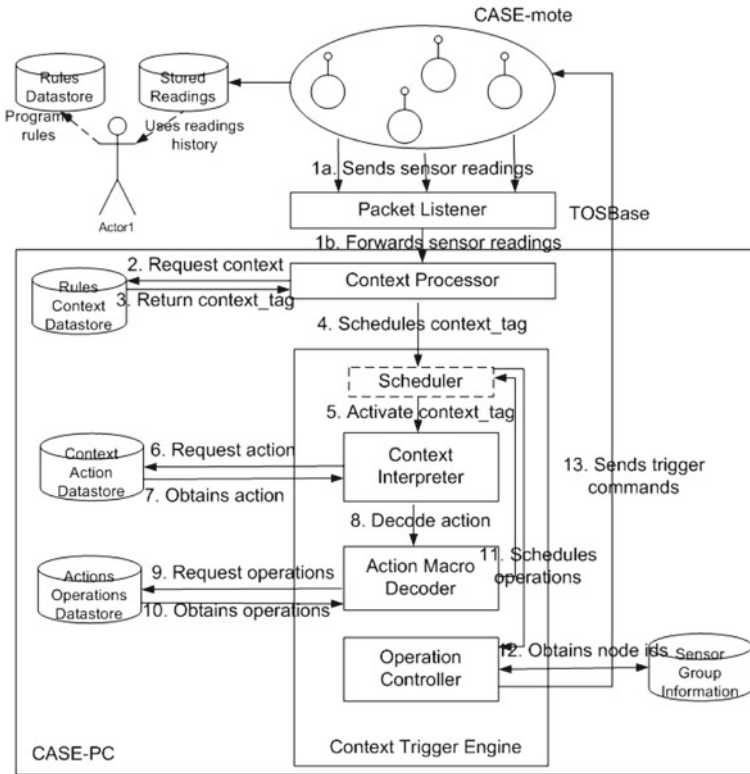 CASE-mote
Rules
Datastore
Stored
Readings
Program
rules
Uses readings
history
Actor1
1a. Sends sensor readings
Packet Listener
TOSBase
1b. Forwards sensor readings
2. Request context
Context Processor
3. Return context_tag
Rules
Context
Datastore
4. Schedules context_tag
Scheduler
5. Activate context_tag
6. Request action
Context
Interpreter
Context
Action
Datastore
7. Obtains action
13. Sends trigger
commands
8. Decode action
9. Request operations
Action Macro
Decoder
11. Schedules
operations
Actions
Operations
Datastore
10. Obtains operations
12. Obtains node ids
Operation
Controller
Sensor
Group
Information
CASE-PC
Context Trigger Engine